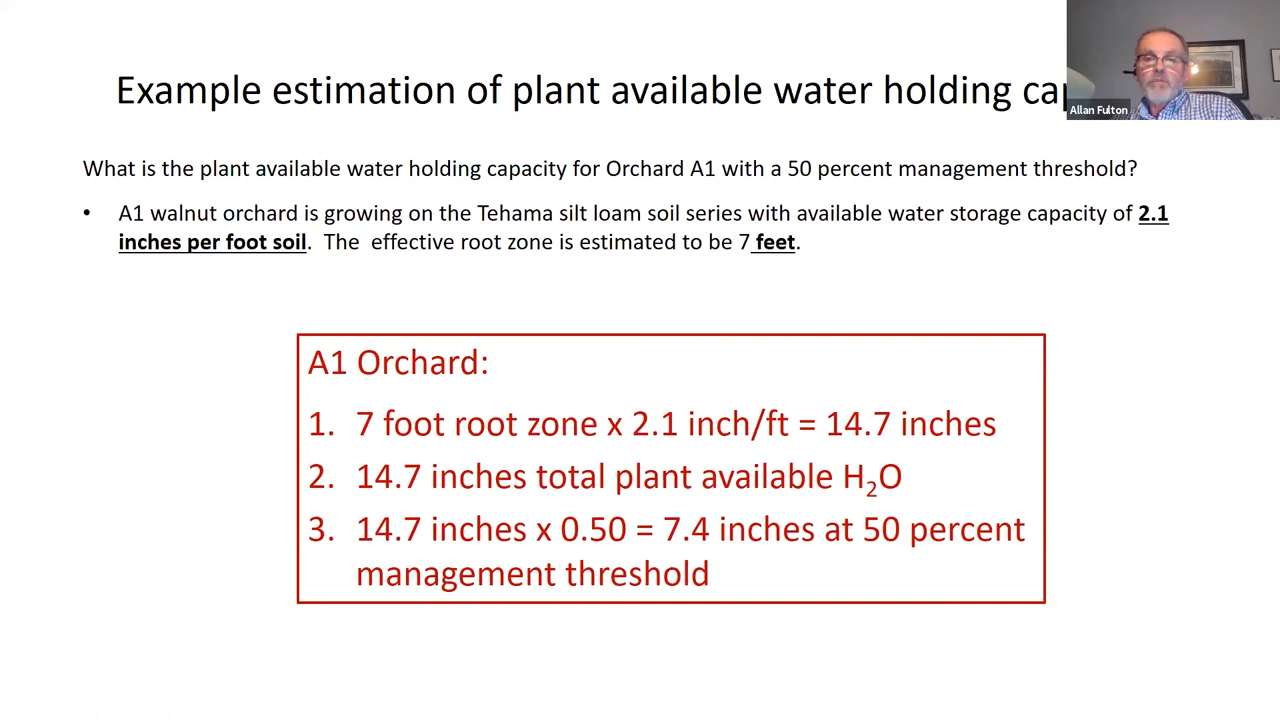 Example estimation of plant available water holding
Allan Fulton
What is the plant available water holding capacity for Orchard A1 with a 50 percent management threshold?
• A1 walnut orchard is growing on the Tehama silt loam soil series with available water storage capacity of 2.1
inches per foot soil. The effective root zone is estimated to be 7 feet.
A1 Orchard:
1. 7 foot root zone x 2.1 inch/ft = 14.7 inches
2. 14.7 inches total plant available H₂O
3. 14.7 inches x 0.50 = 7.4 inches at 50 percent
management threshold